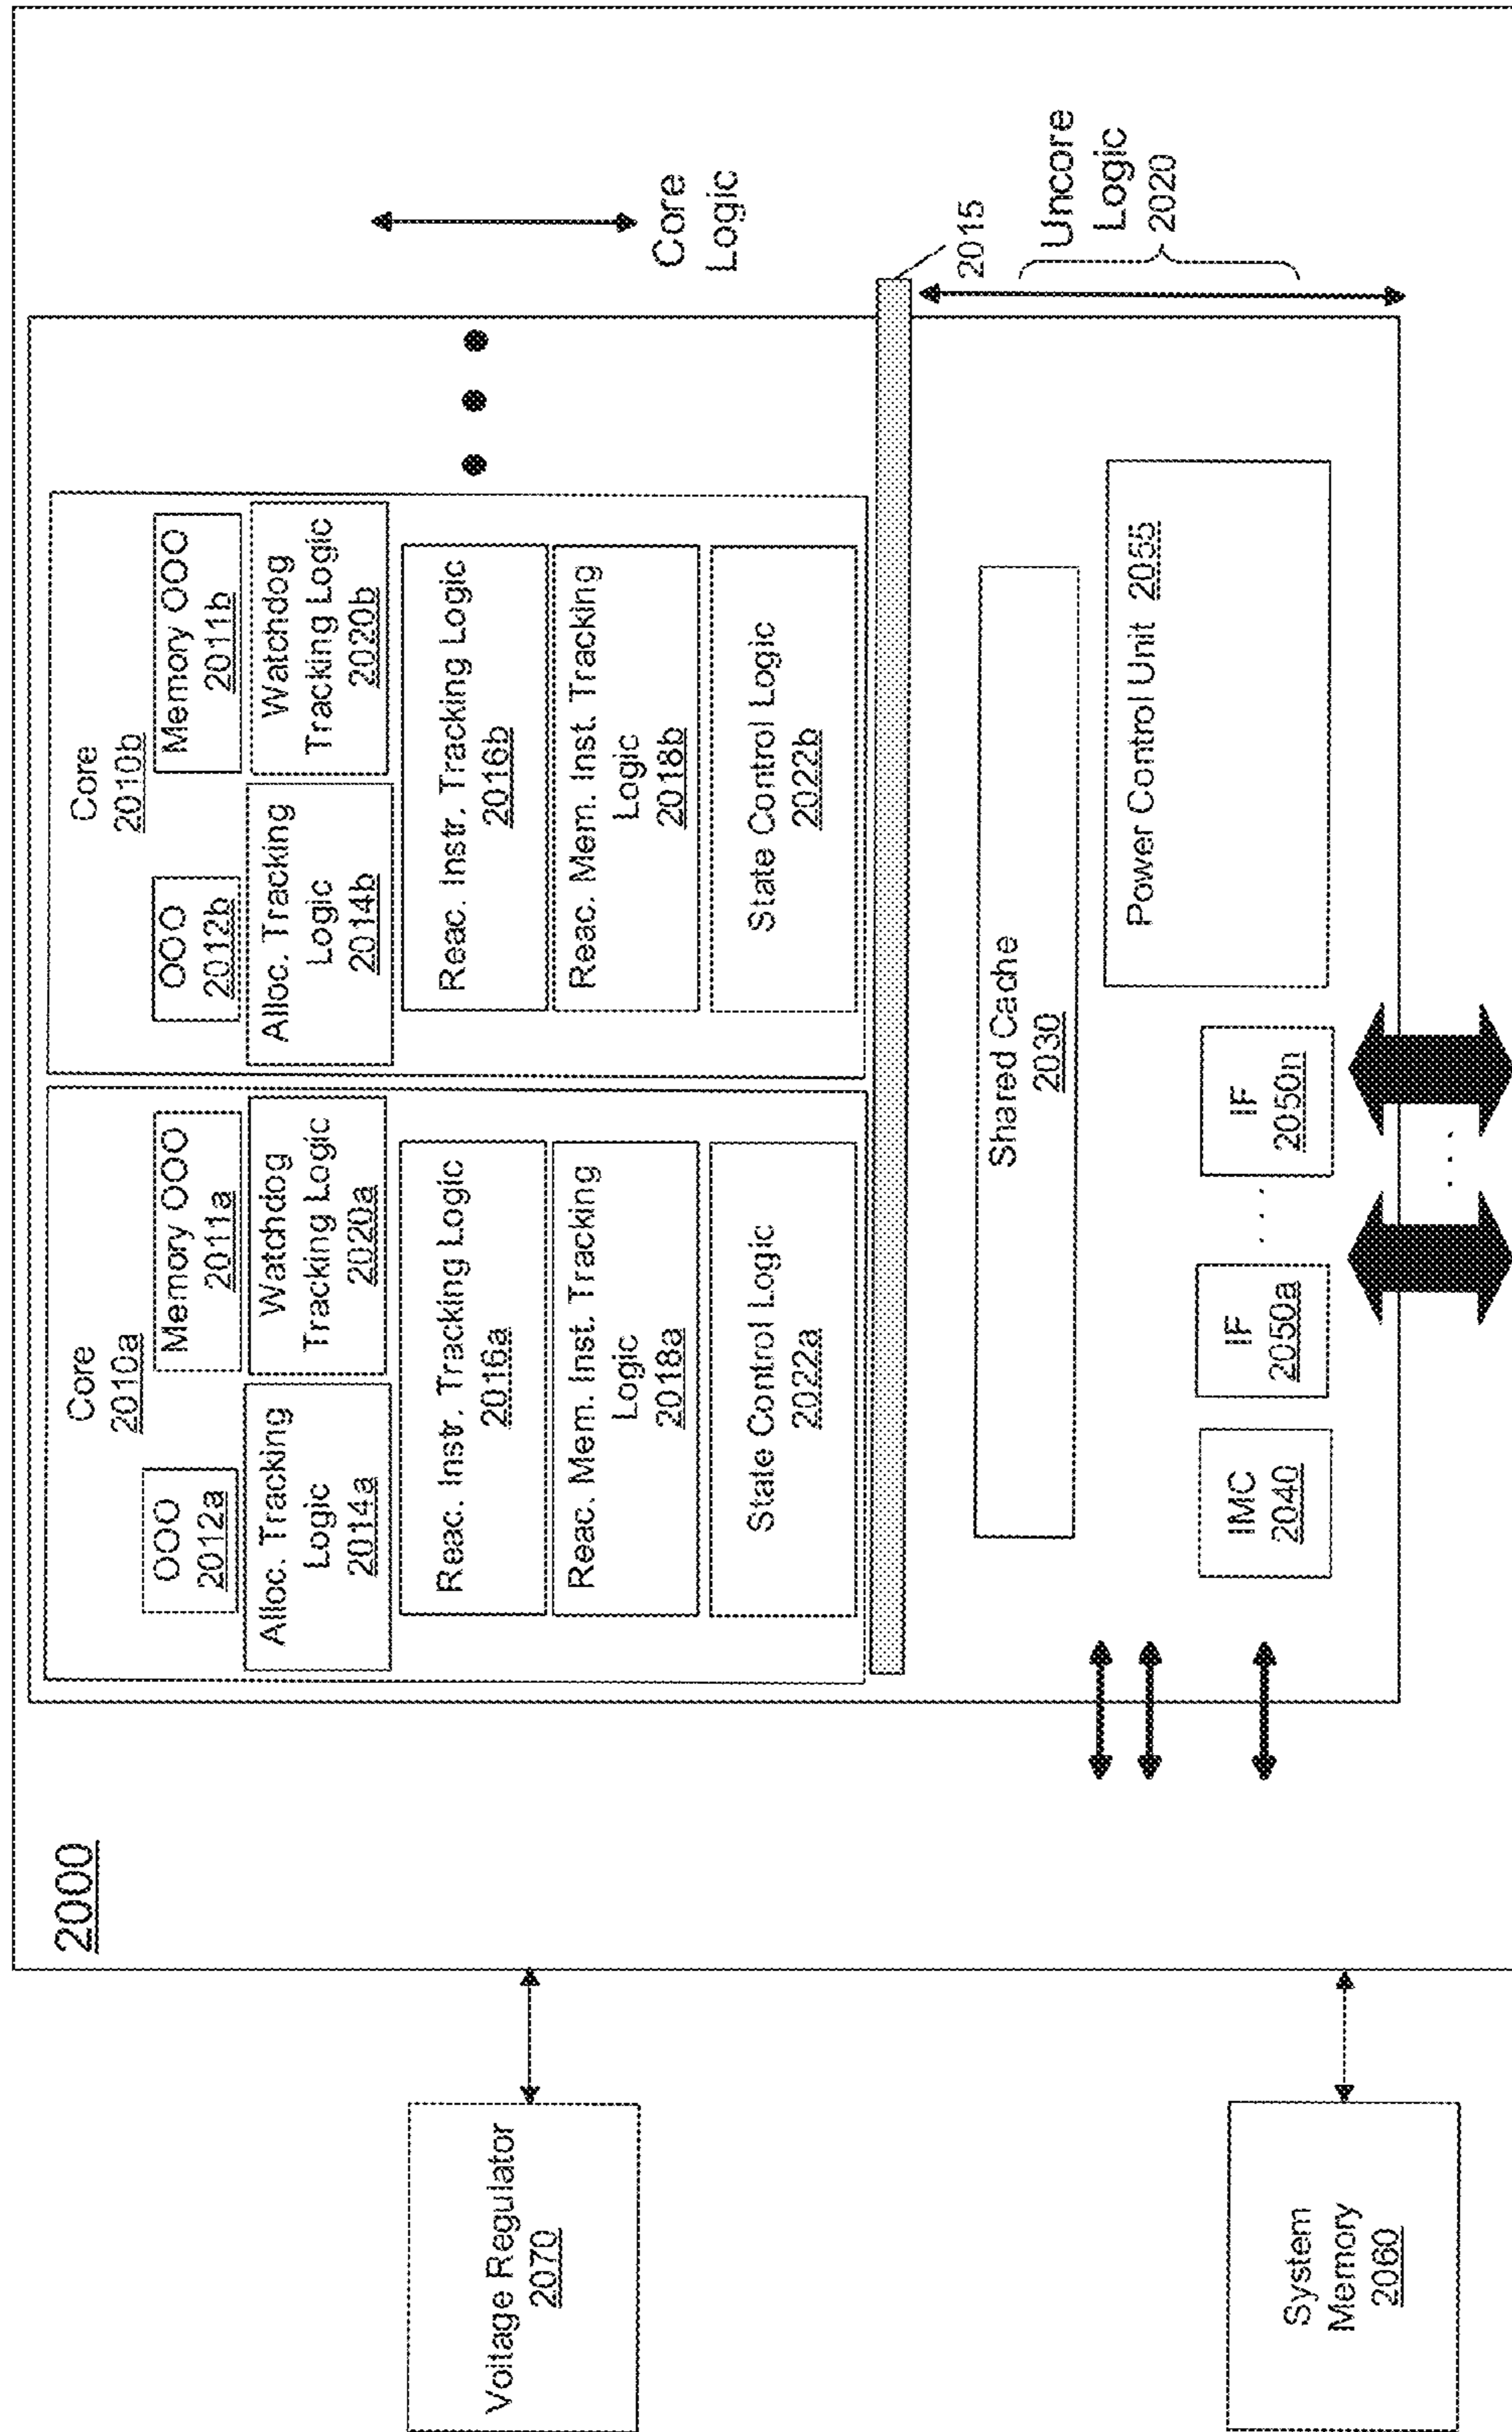 2000
Core
2010a
OOO
2012a
Memory OOO
2011a
Alloc. Tracking
Logic
2014a
Watchdog
Tracking Logic
2020a
Reac. Instr. Tracking Logic
2016a
Reac. Mem. Inst. Tracking
Logic
2018a
State Control Logic
2022a
Core
2010b
OOO
2012b
Memory OOO
2011b
Alloc. Tracking
Logic
2014b
Watchdog
Tracking Logic
2020b
Reac. Instr. Tracking Logic
2016b
Reac. Mem. Inst. Tracking
Logic
2018b
State Control Logic
2022b
Core
Logic
2015
Uncore
Logic
2020
Shared Cache
2030
Power Control Unit 2055
IMC
2040
IF
2050a
. . .
IF
2050n
. . .
Voltage Regulator
2070
System
Memory
2060